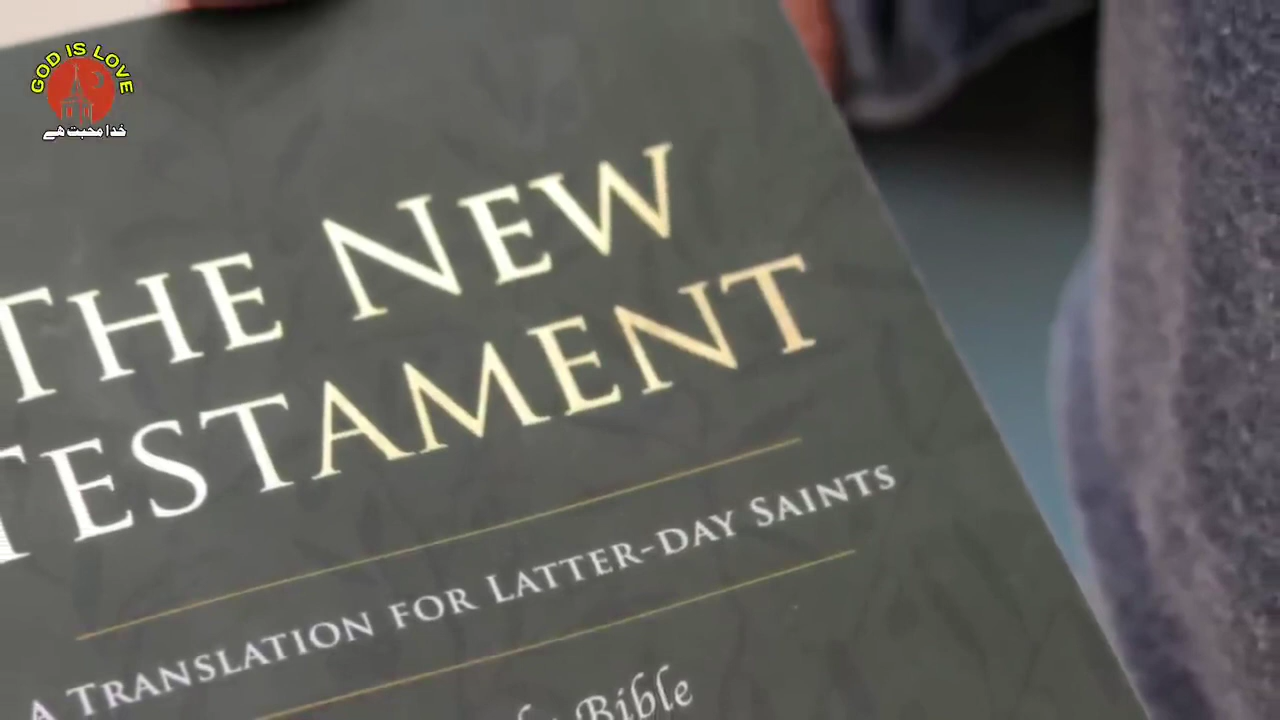 GOD IS LOVE
خدا محبت ہے
THE NEW
TESTAMENT
A TRANSLATION FOR LATTER-DAY SAINTS
Bible